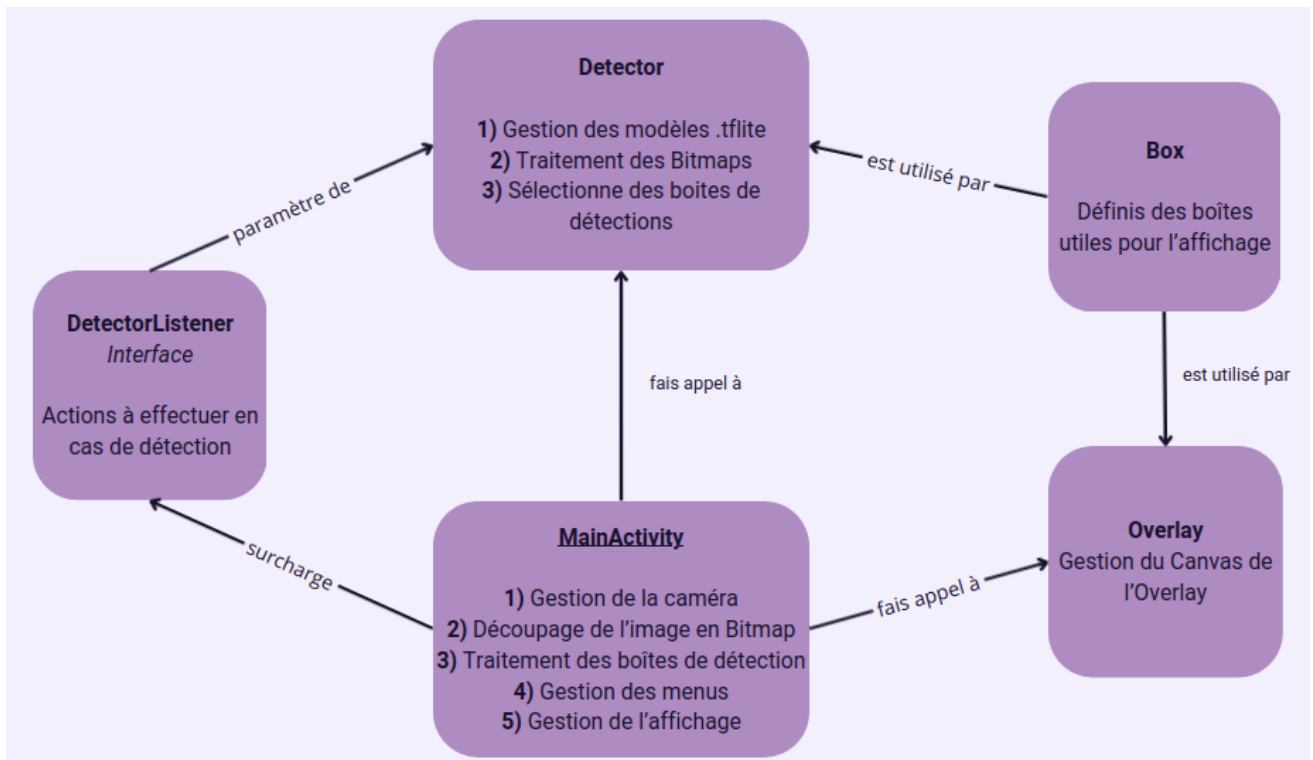 Detector
1) Gestion des modèles .tflite
2) Traitement des Bitmaps
3) Sélectionne des boites de
détections
Box
Définis des boîtes
utiles pour l'affichage
est utilisé par
paramètre de
DetectorListener
Interface
Actions à effectuer en
cas de détection
fais appel à
est utilisé par
surcharge
MainActivity
1) Gestion de la caméra
2) Découpage de l'image en Bitmap
3) Traitement des boîtes de détection
4) Gestion des menus
5) Gestion de l'affichage
fais appel à
Overlay
Gestion du Canvas de
l'Overlay